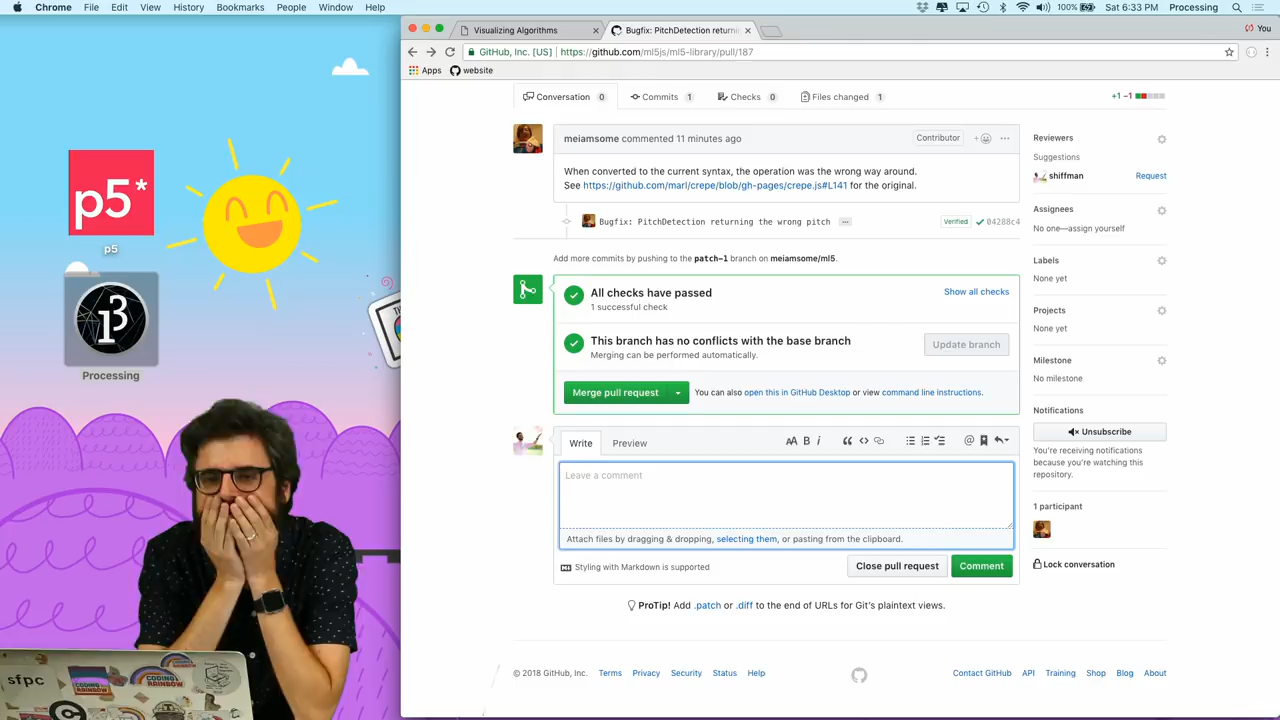 Chrome File Edit View History Bookmarks People Window Help
100% Sat 6:33 PM Processing
Visualizing Algorithms
Bugfix: PitchDetection returni
You
GitHub, Inc. [US] https://github.com/ml5js/ml5-library/pull/187
Apps website
Conversation 0 Commits 1 Checks 0 Files changed 1
+1 −1
meiamsome commented 11 minutes ago
Contributor
When converted to the current syntax, the operation was the wrong way around.
See https://github.com/marl/crepe/blob/gh-pages/crepe.js#L141 for the original.
Bugfix: PitchDetection returning the wrong pitch
Verified 04288c4
Add more commits by pushing to the patch-1 branch on meiamsome/ml5.
All checks have passed
1 successful check
Show all checks
This branch has no conflicts with the base branch
Merging can be performed automatically.
Update branch
Merge pull request
You can also open this in GitHub Desktop or view command line instructions.
Write Preview
Leave a comment
Attach files by dragging & dropping, selecting them, or pasting from the clipboard.
Styling with Markdown is supported
Close pull request
Comment
ProTip! Add .patch or .diff to the end of URLs for Git's plaintext views.
© 2018 GitHub, Inc. Terms Privacy Security Status Help
Contact GitHub API Training Shop Blog About
Reviewers
Suggestions
shiffman Request
Assignees
No one—assign yourself
Labels
None yet
Projects
None yet
Milestone
No milestone
Notifications
Unsubscribe
You're receiving notifications
because you're watching this
repository.
1 participant
Lock conversation
p5*
p5
Processing
sfpc
CODING
RAINBOW